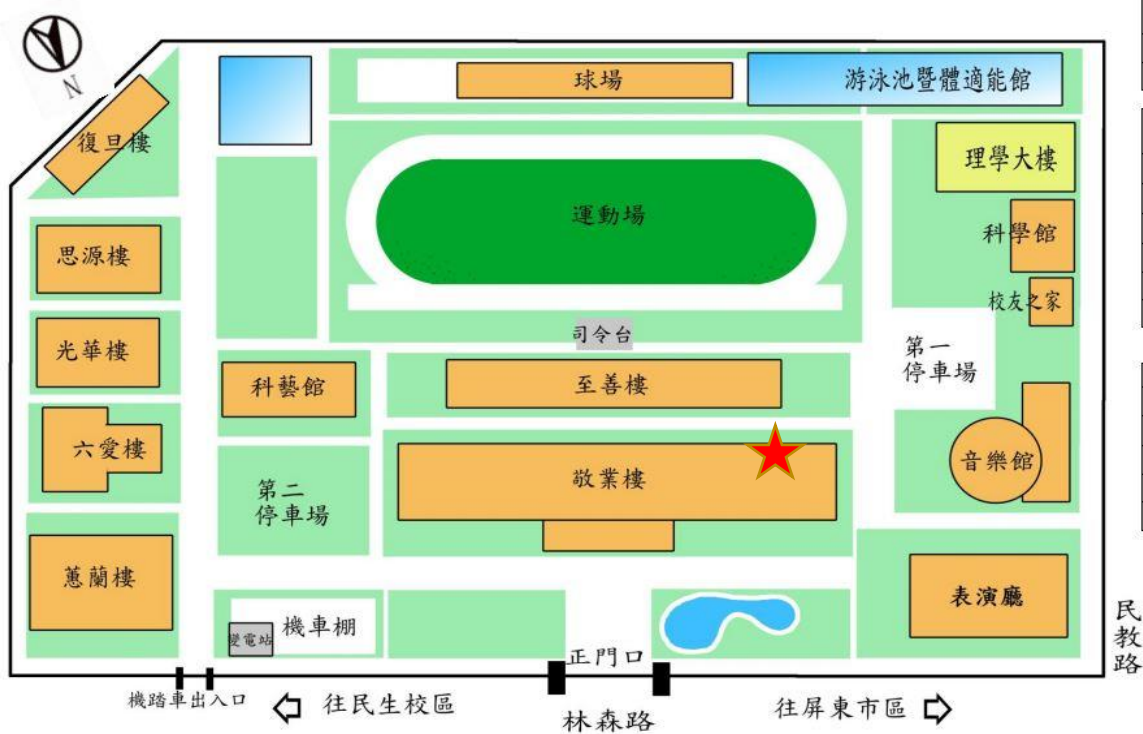 N
復旦樓
球場
游泳池暨體適能館
理學大樓
運動場
思源樓
科學館
校友之家
司令台
光華樓
科藝館
至善樓
第一
停車場
六愛樓
敬業樓
音樂館
第二
停車場
蕙蘭樓
表演廳
變電站
機車棚
正門口
民教路
機踏車出入口
往民生校區
林森路
往屏東市區